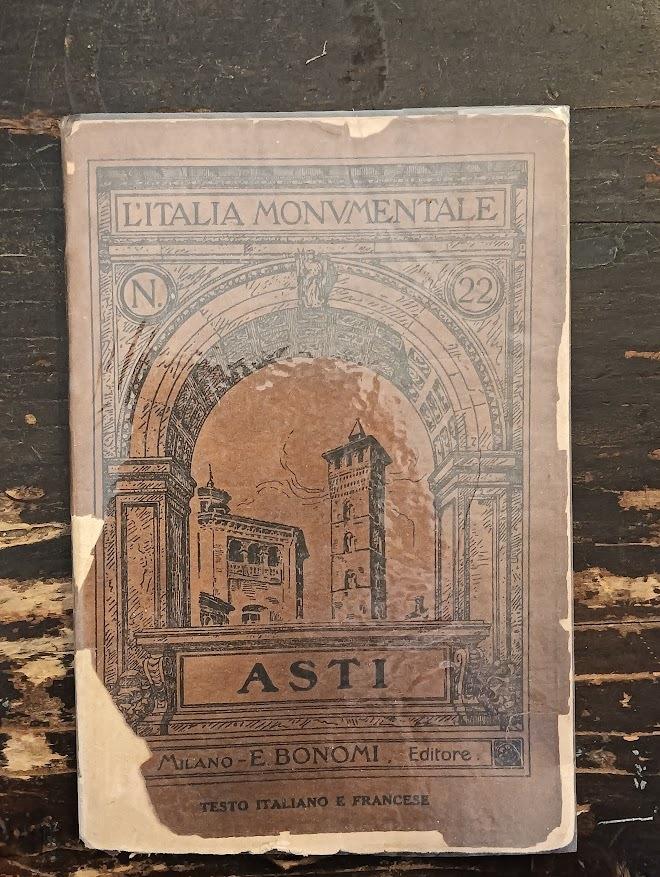 L'ITALIA MONVMENTALE
N. 22
ASTI
MILANO - E. BONOMI. Editore.
TESTO ITALIANO E FRANCESE